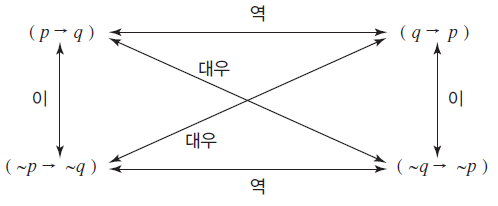 역
( p → q ) ( q → p )
대우
이 이
대우
( ~p → ~q ) ( ~q → ~p )
역